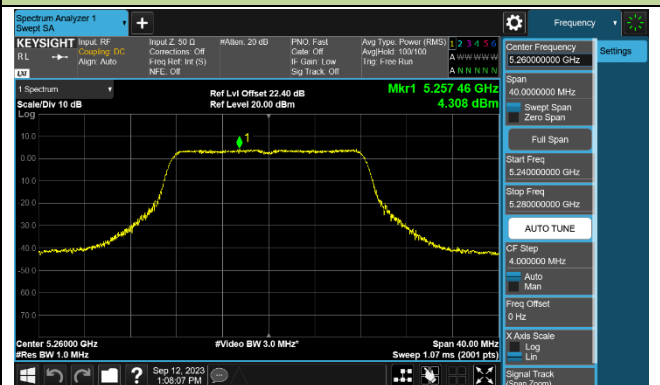 Spectrum Analyzer 1
Swept SA
+
Frequency
KEYSIGHT
RL
LXI
Input: RF
Coupling: DC
Align: Auto
Input Z: 50 Ω
Corrections: Off
Freq Ref: Int (S)
NFE: Off
#Atten: 20 dB
PNO: Fast
Gate: Off
IF Gain: Low
Sig Track: Off
Avg Type: Power (RMS)
Avg|Hold: 100/100
Trig: Free Run
1 2 3 4 5 6
A W W W W W
A N N N N N
1 Spectrum
Scale/Div 10 dB
Log
Ref Lvl Offset 22.40 dB
Ref Level 20.00 dBm
Mkr1 5.257 46 GHz
4.308 dBm
1
10.0
0.00
-10.0
-20.0
-30.0
-40.0
-50.0
-60.0
-70.0
Center 5.26000 GHz
#Res BW 1.0 MHz
#Video BW 3.0 MHz*
Span 40.00 MHz
Sweep 1.07 ms (2001 pts)
Center Frequency
5.260000000 GHz
Span
40.0000000 MHz
Swept Span
Zero Span
Full Span
Start Freq
5.240000000 GHz
Stop Freq
5.280000000 GHz
AUTO TUNE
CF Step
4.000000 MHz
Auto
Man
Freq Offset
0 Hz
X Axis Scale
Log
Lin
Signal Track
(Span Zoom)
Settings
?
Sep 12, 2023
1:08:07 PM